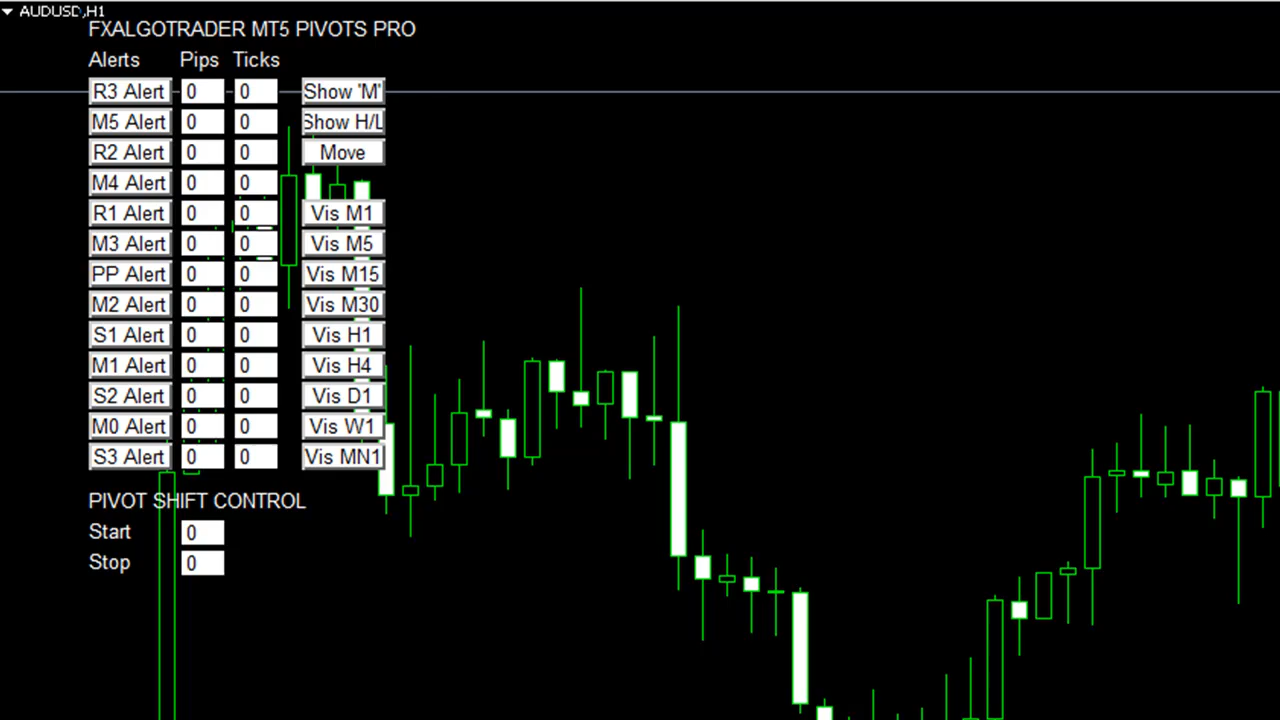 AUDUSD,H1
FXALGOTRADER MT5 PIVOTS PRO
Alerts Pips Ticks
R3 Alert 0 0 Show 'M'
M5 Alert 0 0 Show H/L
R2 Alert 0 0 Move
M4 Alert 0 0
R1 Alert 0 0 Vis M1
M3 Alert 0 0 Vis M5
PP Alert 0 0 Vis M15
M2 Alert 0 0 Vis M30
S1 Alert 0 0 Vis H1
M1 Alert 0 0 Vis H4
S2 Alert 0 0 Vis D1
M0 Alert 0 0 Vis W1
S3 Alert 0 0 Vis MN1
PIVOT SHIFT CONTROL
Start 0
Stop 0